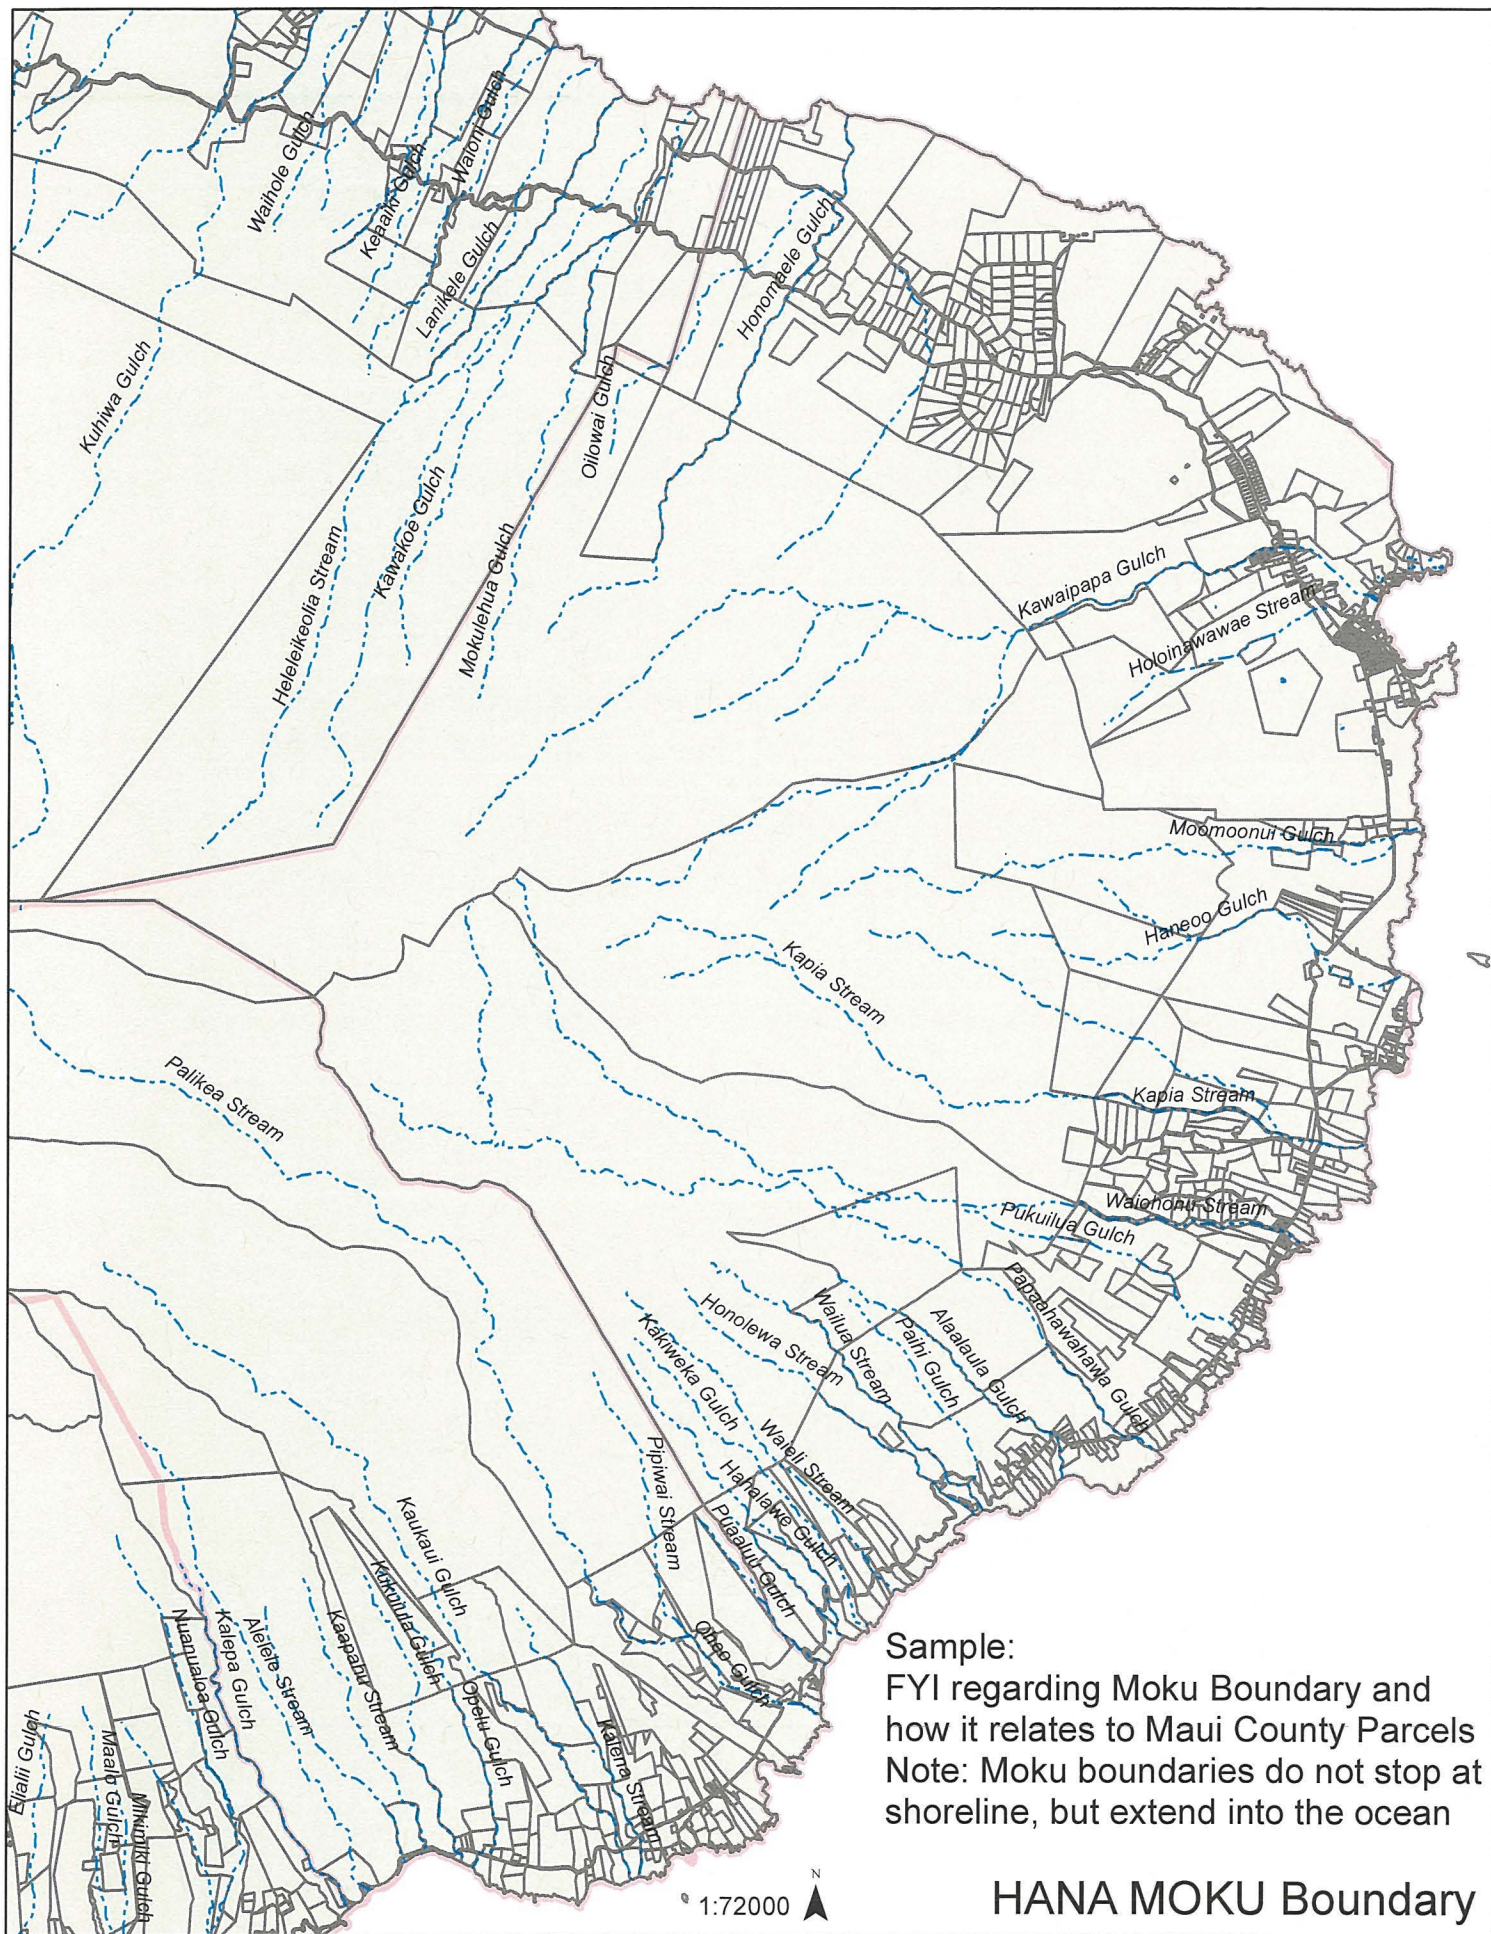 Waihole Gultch
Keaaiki Gulch
Waioni Gulch
Lanikele Gulch
Honomaele Gulch
Kuhiwa Gulch
Oilowai Gulch
Heleleikeolia Stream
Kawakoe Gulch
Mokulehua Gulch
Kawaipapa Gulch
Holoinawawae Stream
Moomoonui Gulch
Haneoo Gulch
Kapia Stream
Palikea Stream
Kapia Stream
Waiohonu Stream
Pukuilua Gulch
Papaahawahawa Gulch
Alaalaula Gulch
Paihi Gulch
Wailua Stream
Honolewa Stream
Kakiweka Gulch
Waieli Stream
Hahalawe Gulch
Puaaluu Gulch
Pipiwai Stream
Oheo Gulch
Kaukaui Gulch
Kukuiula Gulch
Kaapahu Stream
Opelu Gulch
Kalena Stream
Alelele Stream
Kalepa Gulch
Nuanualoa Gulch
Elialii Gulch
Maalo Gulch
Mikimiki Gulch
Sample:
FYI regarding Moku Boundary and
how it relates to Maui County Parcels
Note: Moku boundaries do not stop at
shoreline, but extend into the ocean
N
1:72000
HANA MOKU Boundary